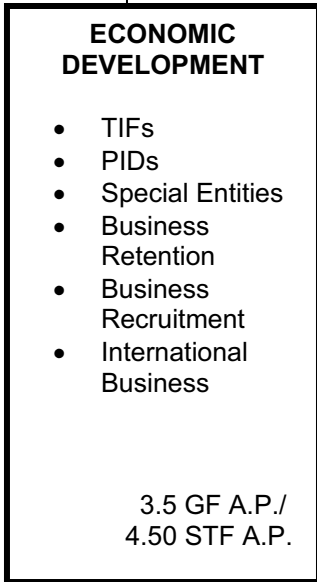 ECONOMIC
DEVELOPMENT
• TIFs
• PIDs
• Special Entities
• Business
Retention
• Business
Recruitment
• International
Business
3.5 GF A.P./
4.50 STF A.P.